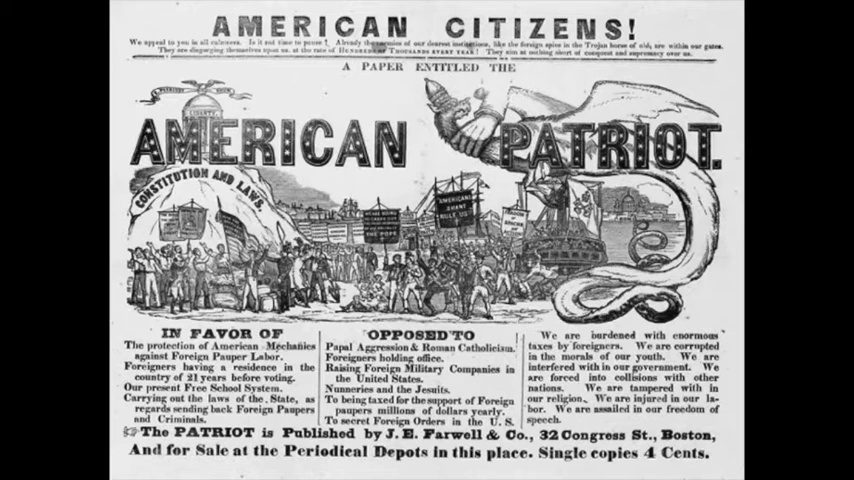 AMERICAN CITIZENS!
We appeal to you in all calmness. Is it not time to pause? Already the enemies of our dearest institutions, like the foreign spies in the Trojan horse of old, are within our gates.
They are disgorging themselves upon us, at the rate of HUNDREDS OF THOUSANDS EVERY YEAR! They aim at nothing short of conquest and supremacy over us.
A PAPER ENTITLED THE
LIBERTY
AMERICAN PATRIOT.
CONSTITUTION AND LAWS.
THE POPE
AMERICANS
SHANT
RULE US
IN FAVOR OF
The protection of American Mechanics
against Foreign Pauper Labor.
Foreigners having a residence in the
country of 21 years before voting.
Our present Free School System.
Carrying out the laws of the State, as
regards sending back Foreign Paupers
and Criminals.
OPPOSED TO
Papal Aggression & Roman Catholicism.
Foreigners holding office.
Raising Foreign Military Companies in
the United States.
Nunneries and the Jesuits.
To being taxed for the support of Foreign
paupers millions of dollars yearly.
To secret Foreign Orders in the U. S.
We are burdened with enormous
taxes by foreigners. We are corrupted
in the morals of our youth. We are
interfered with in our government. We
are forced into collisions with other
nations. We are tampered with in
our religion. We are injured in our la-
bor. We are assailed in our freedom of
speech.
☞The PATRIOT is Published by J. E. Farwell & Co., 32 Congress St., Boston,
And for Sale at the Periodical Depots in this place. Single copies 4 Cents.